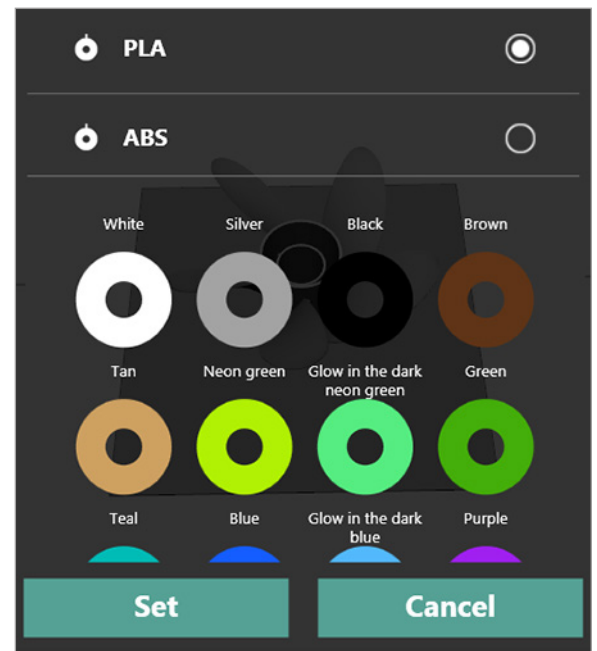 PLA
ABS
White Silver Black Brown
Tan Neon green Glow in the dark neon green Green
Teal Blue Glow in the dark blue Purple
Set Cancel